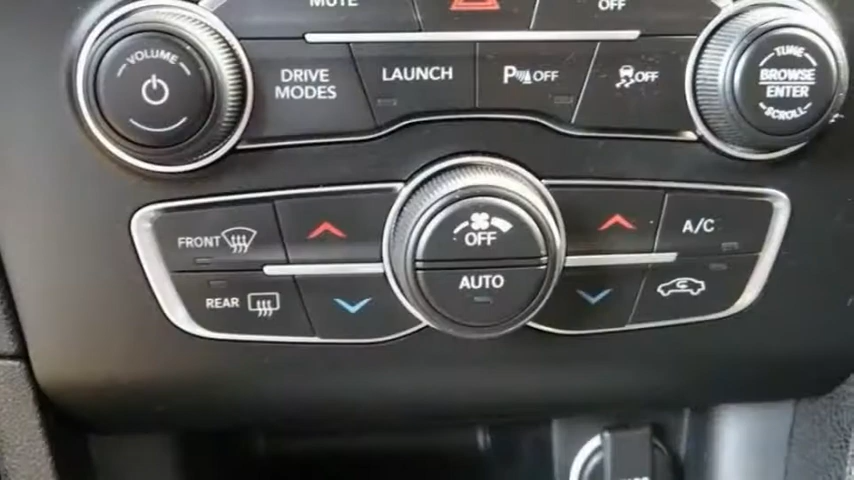 MUTE
OFF
VOLUME
DRIVE
MODES
LAUNCH
P OFF
OFF
TUNE
BROWSE
ENTER
SCROLL
FRONT
OFF
A/C
REAR
AUTO